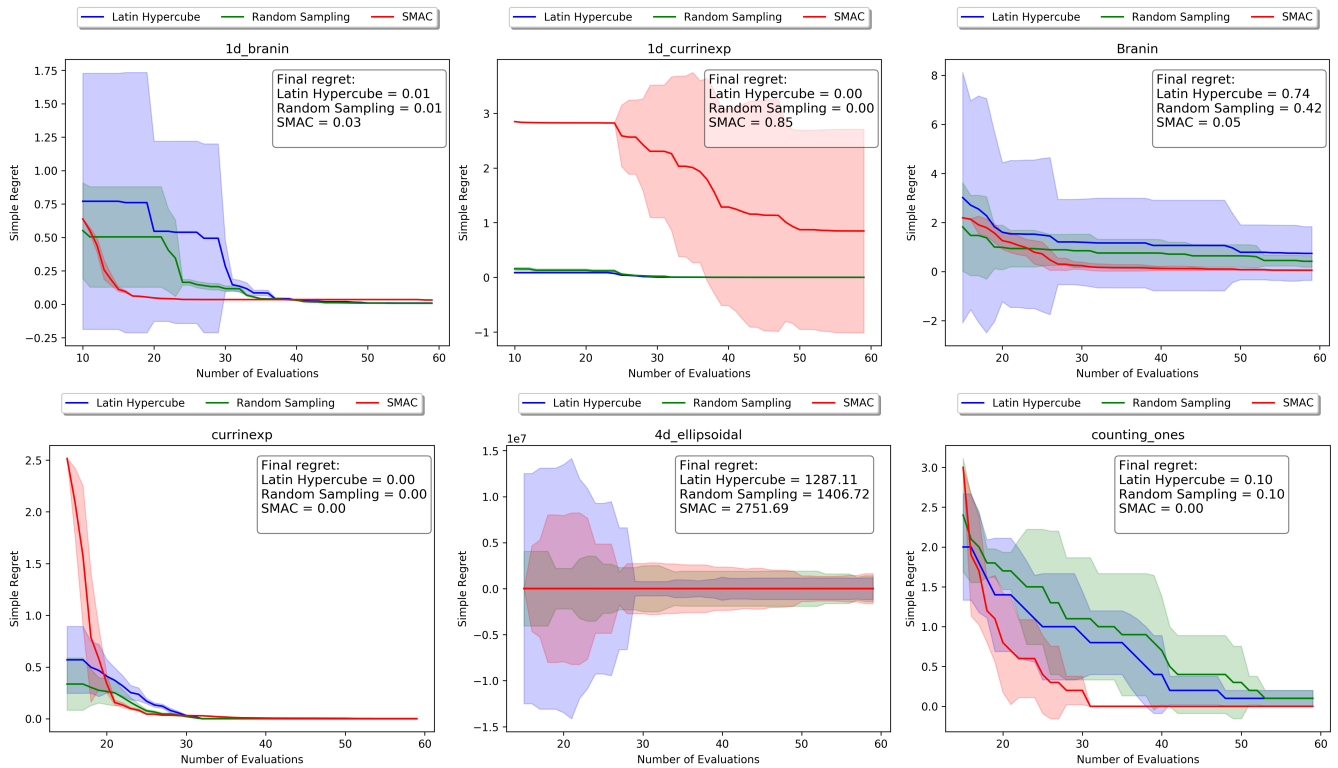 Latin Hypercube Random Sampling SMAC
1d_branin
Final regret:
Latin Hypercube = 0.01
Random Sampling = 0.01
SMAC = 0.03
Simple Regret
1.75
1.50
1.25
1.00
0.75
0.50
0.25
0.00
−0.25
10 20 30 40 50 60
Number of Evaluations
Latin Hypercube Random Sampling SMAC
1d_currinexp
Final regret:
Latin Hypercube = 0.00
Random Sampling = 0.00
SMAC = 0.85
Simple Regret
3
2
1
0
−1
10 20 30 40 50 60
Number of Evaluations
Latin Hypercube Random Sampling SMAC
Branin
Final regret:
Latin Hypercube = 0.74
Random Sampling = 0.42
SMAC = 0.05
Simple Regret
8
6
4
2
0
−2
20 30 40 50 60
Number of Evaluations
Latin Hypercube Random Sampling SMAC
currinexp
Final regret:
Latin Hypercube = 0.00
Random Sampling = 0.00
SMAC = 0.00
Simple Regret
2.5
2.0
1.5
1.0
0.5
0.0
20 30 40 50 60
Number of Evaluations
Latin Hypercube Random Sampling SMAC
4d_ellipsoidal
1e7
Final regret:
Latin Hypercube = 1287.11
Random Sampling = 1406.72
SMAC = 2751.69
Simple Regret
1.5
1.0
0.5
0.0
−0.5
−1.0
−1.5
20 30 40 50 60
Number of Evaluations
Latin Hypercube Random Sampling SMAC
counting_ones
Final regret:
Latin Hypercube = 0.10
Random Sampling = 0.10
SMAC = 0.00
Simple Regret
3.0
2.5
2.0
1.5
1.0
0.5
0.0
20 30 40 50 60
Number of Evaluations